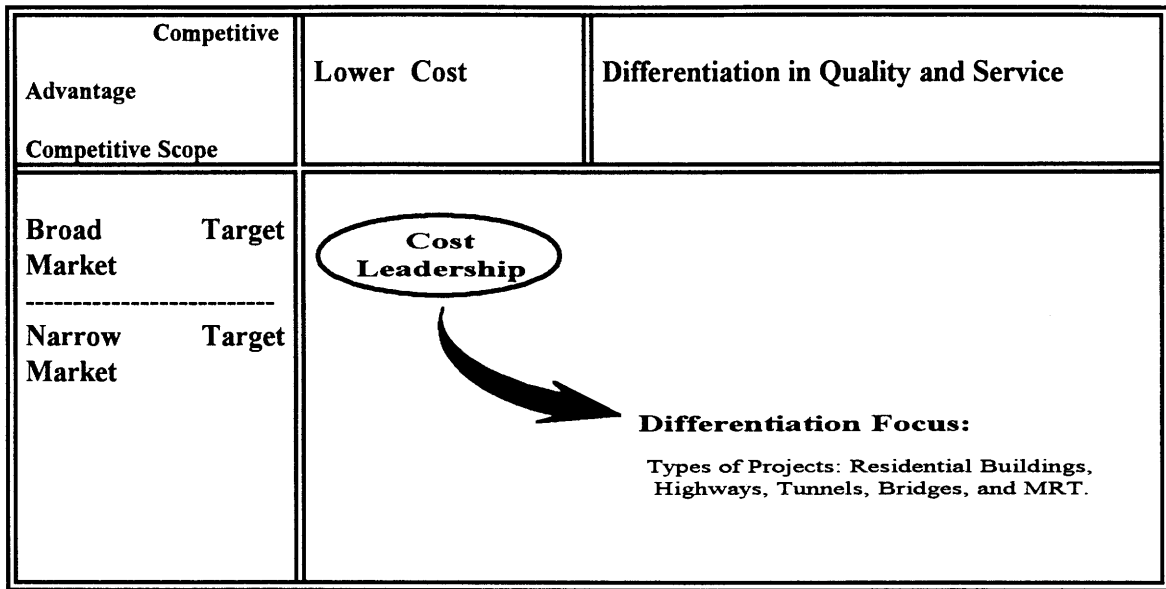 Competitive
Advantage
Competitive Scope
Lower Cost
Differentiation in Quality and Service
Broad Target
Market
---------------------------
Narrow Target
Market
Cost
Leadership
Differentiation Focus:
Types of Projects: Residential Buildings,
Highways, Tunnels, Bridges, and MRT.